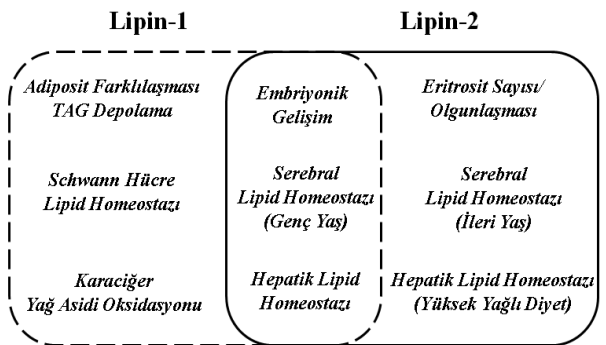 Lipin-1
Lipin-2
Adiposit Farklılaşması
TAG Depolama
Schwann Hücre
Lipid Homeostazı
Karaciğer
Yağ Asidi Oksidasyonu
Embriyonik
Gelişim
Serebral
Lipid Homeostazı
(Genç Yaş)
Hepatik Lipid
Homeostazı
Eritrosit Sayısı/
Olgunlaşması
Serebral
Lipid Homeostazı
(İleri Yaş)
Hepatik Lipid Homeostazı
(Yüksek Yağlı Diyet)